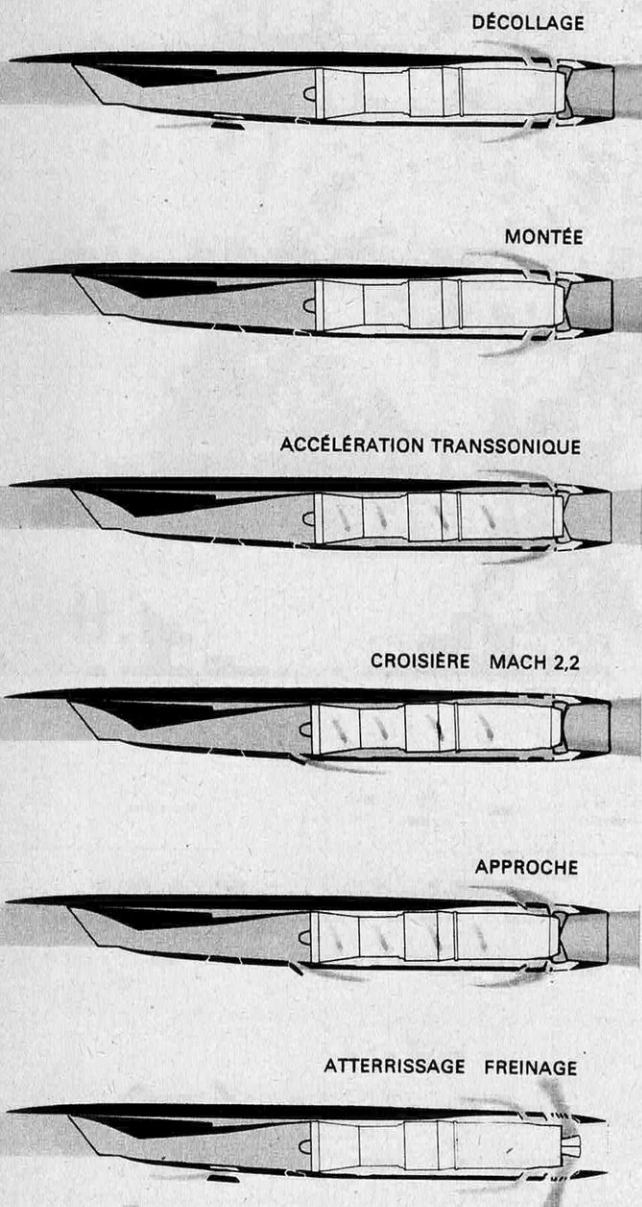 DÉCOLLAGE
MONTÉE
ACCÉLÉRATION TRANSSONIQUE
CROISIÈRE MACH 2,2
APPROCHE
ATTERRISSAGE FREINAGE